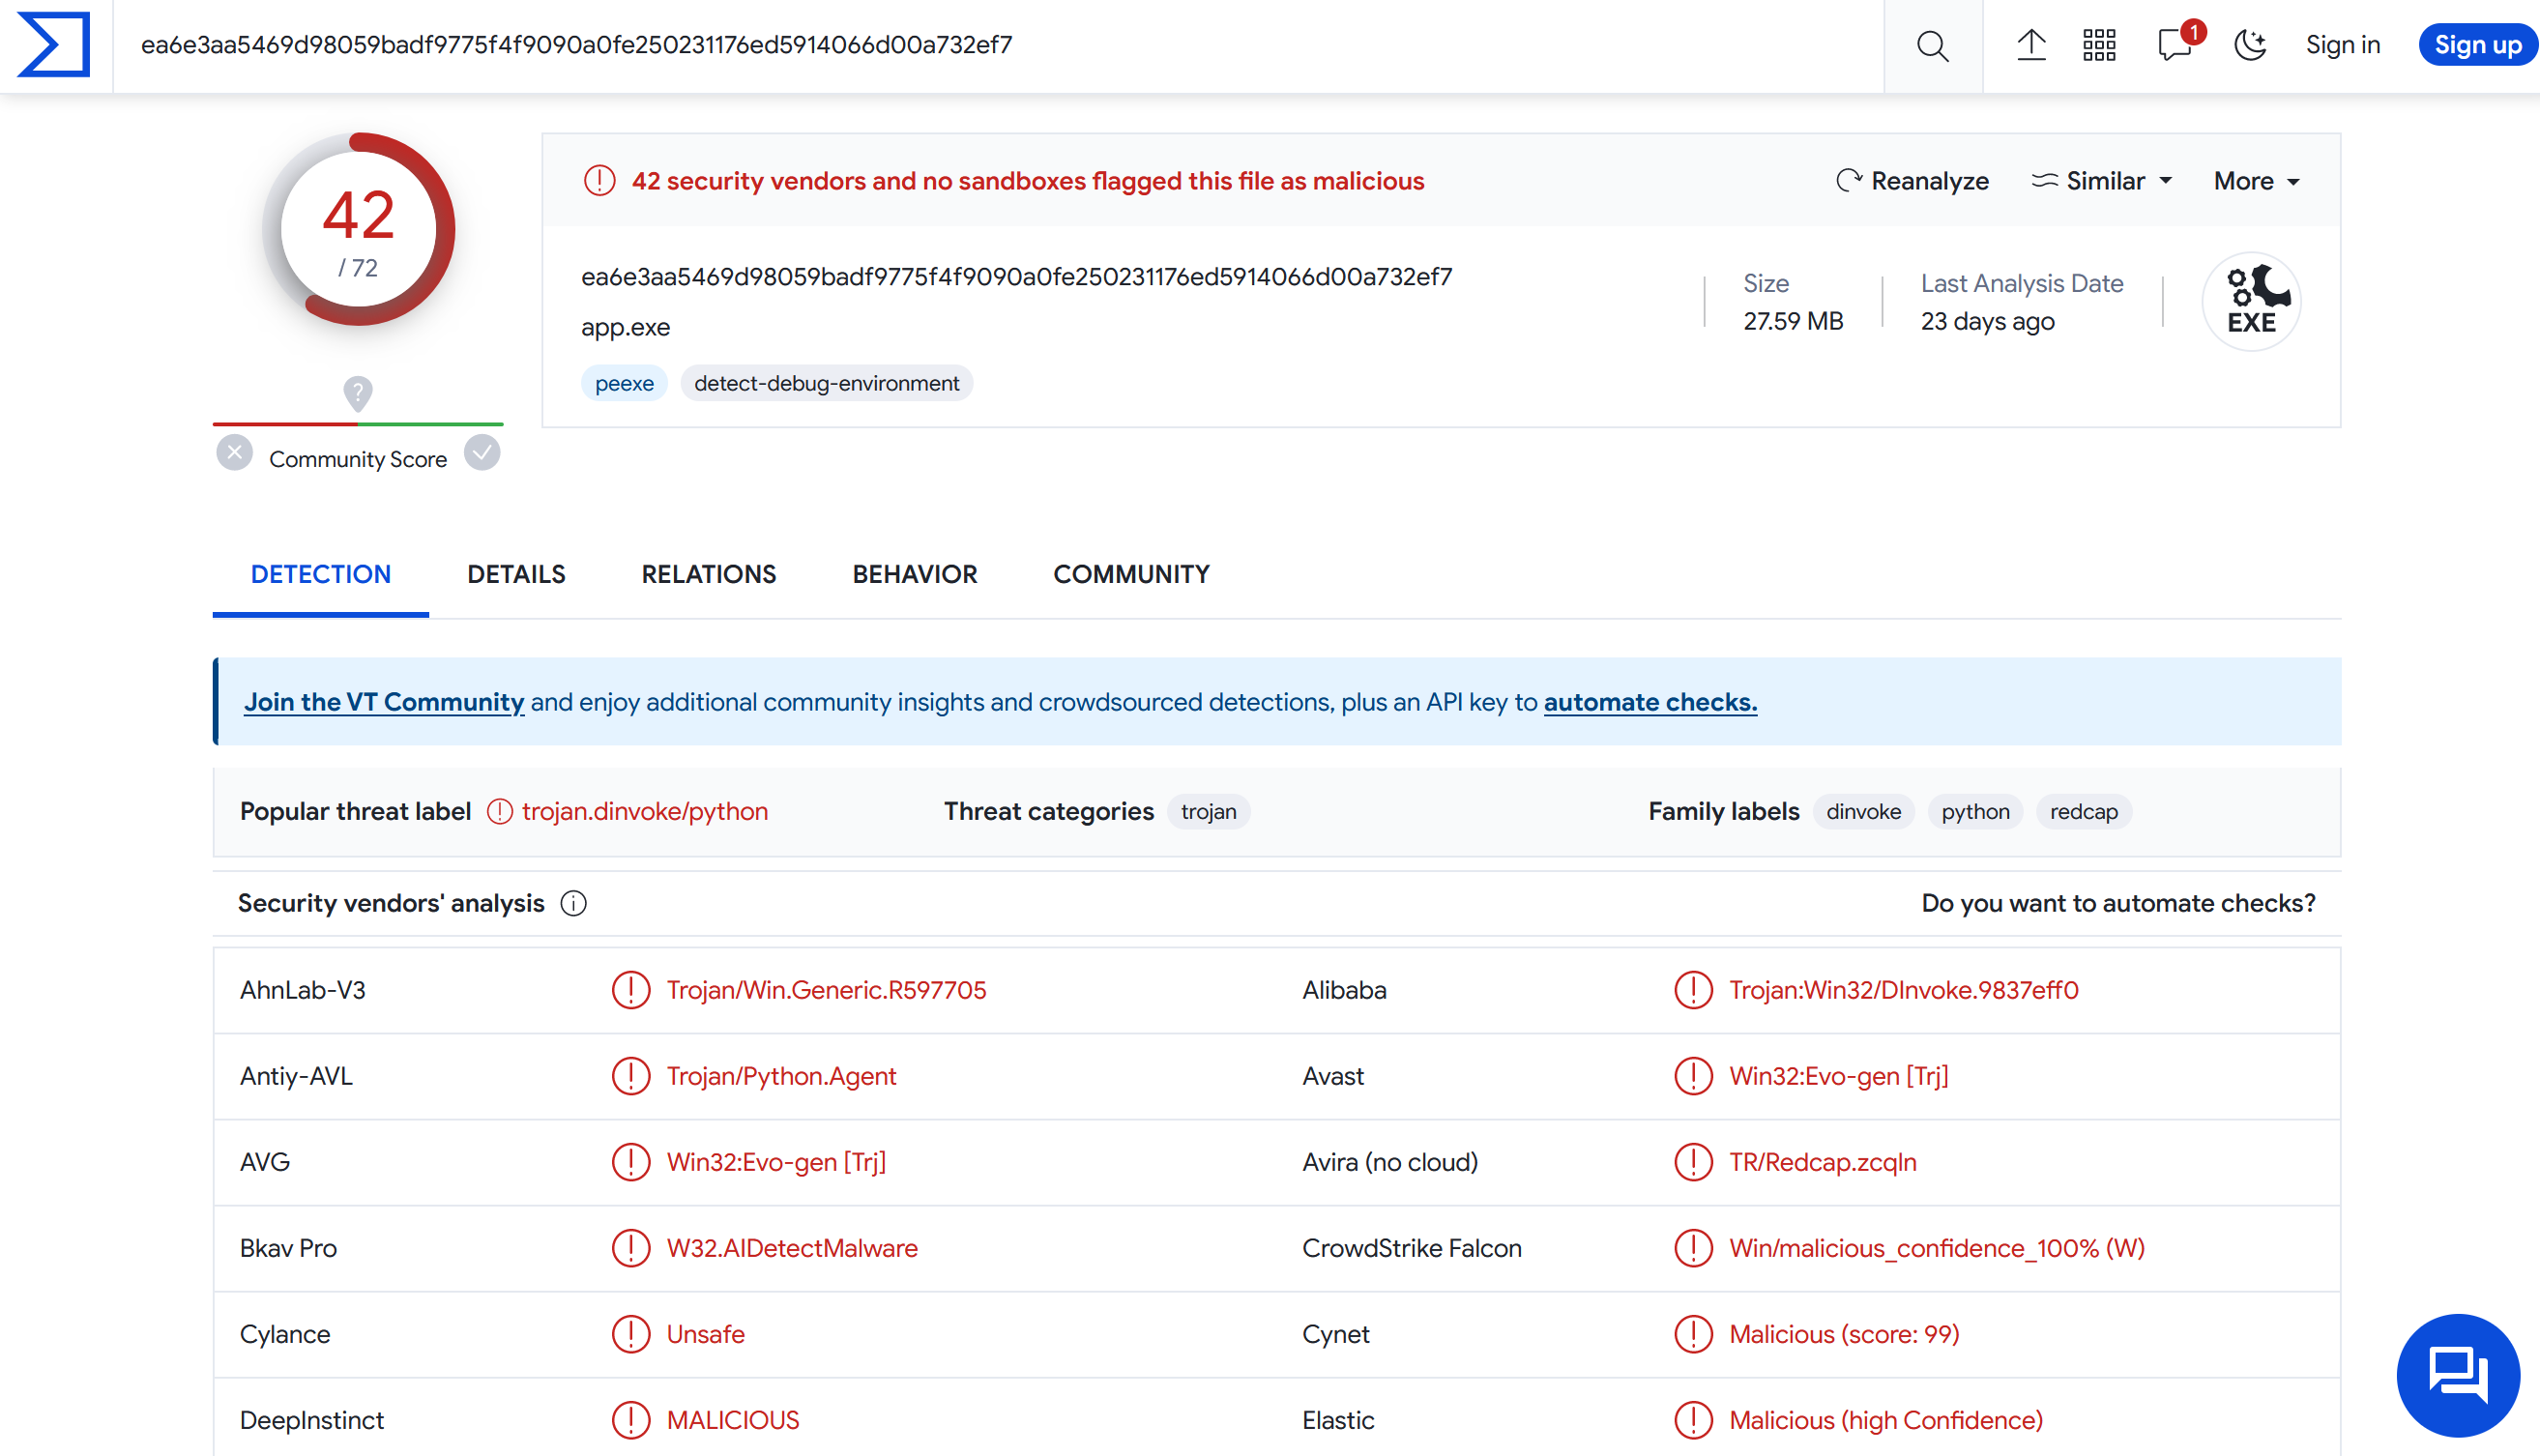 ea6e3aa5469d98059badf9775f4f9090a0fe250231176ed5914066d00a732ef7
1
Sign in
Sign up
42
/ 72
Community Score
42 security vendors and no sandboxes flagged this file as malicious
Reanalyze
Similar
More
ea6e3aa5469d98059badf9775f4f9090a0fe250231176ed5914066d00a732ef7
app.exe
peexe
detect-debug-environment
Size
27.59 MB
Last Analysis Date
23 days ago
EXE
DETECTION
DETAILS
RELATIONS
BEHAVIOR
COMMUNITY
Join the VT Community and enjoy additional community insights and crowdsourced detections, plus an API key to automate checks.
Popular threat label
trojan.dinvoke/python
Threat categories
trojan
Family labels
dinvoke
python
redcap
Security vendors' analysis
Do you want to automate checks?
AhnLab-V3
Trojan/Win.Generic.R597705
Alibaba
Trojan:Win32/DInvoke.9837eff0
Antiy-AVL
Trojan/Python.Agent
Avast
Win32:Evo-gen [Trj]
AVG
Win32:Evo-gen [Trj]
Avira (no cloud)
TR/Redcap.zcqln
Bkav Pro
W32.AIDetectMalware
CrowdStrike Falcon
Win/malicious_confidence_100% (W)
Cylance
Unsafe
Cynet
Malicious (score: 99)
DeepInstinct
MALICIOUS
Elastic
Malicious (high Confidence)